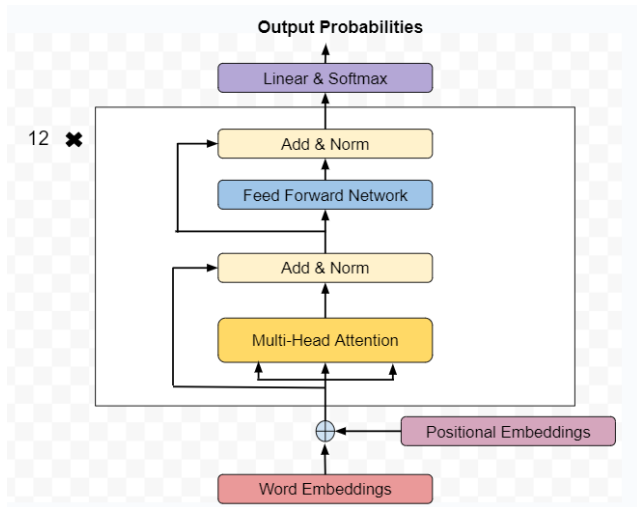 Output Probabilities
Linear & Softmax
12 ✖
Add & Norm
Feed Forward Network
Add & Norm
Multi-Head Attention
Positional Embeddings
Word Embeddings